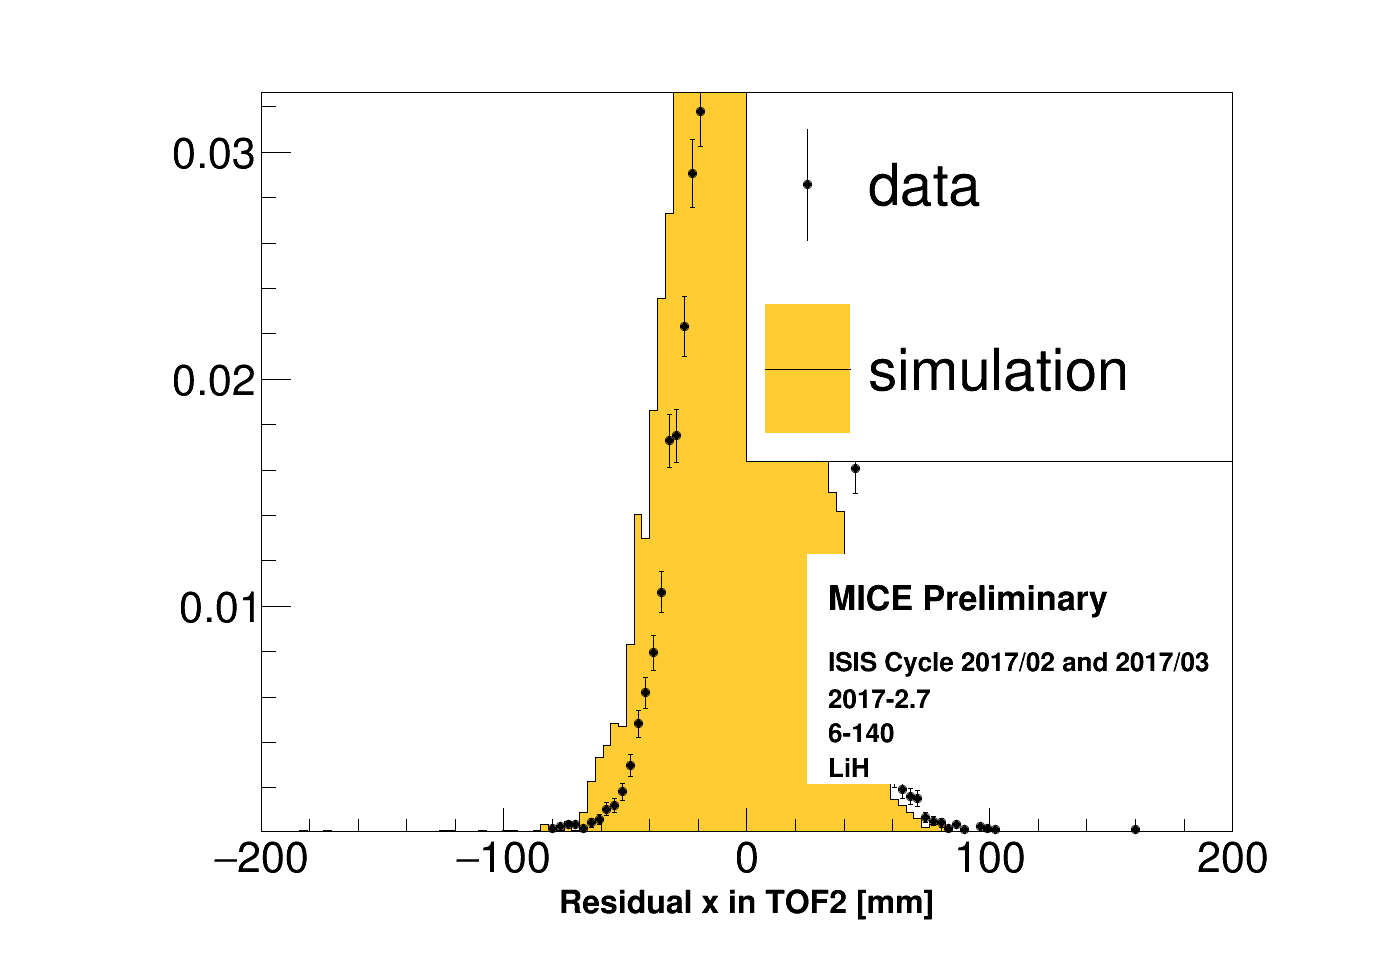 0.03
data
0.02
simulation
0.01
MICE Preliminary
ISIS Cycle 2017/02 and 2017/03
2017-2.7
6-140
LiH
−200 −100 0 100 200
Residual x in TOF2 [mm]